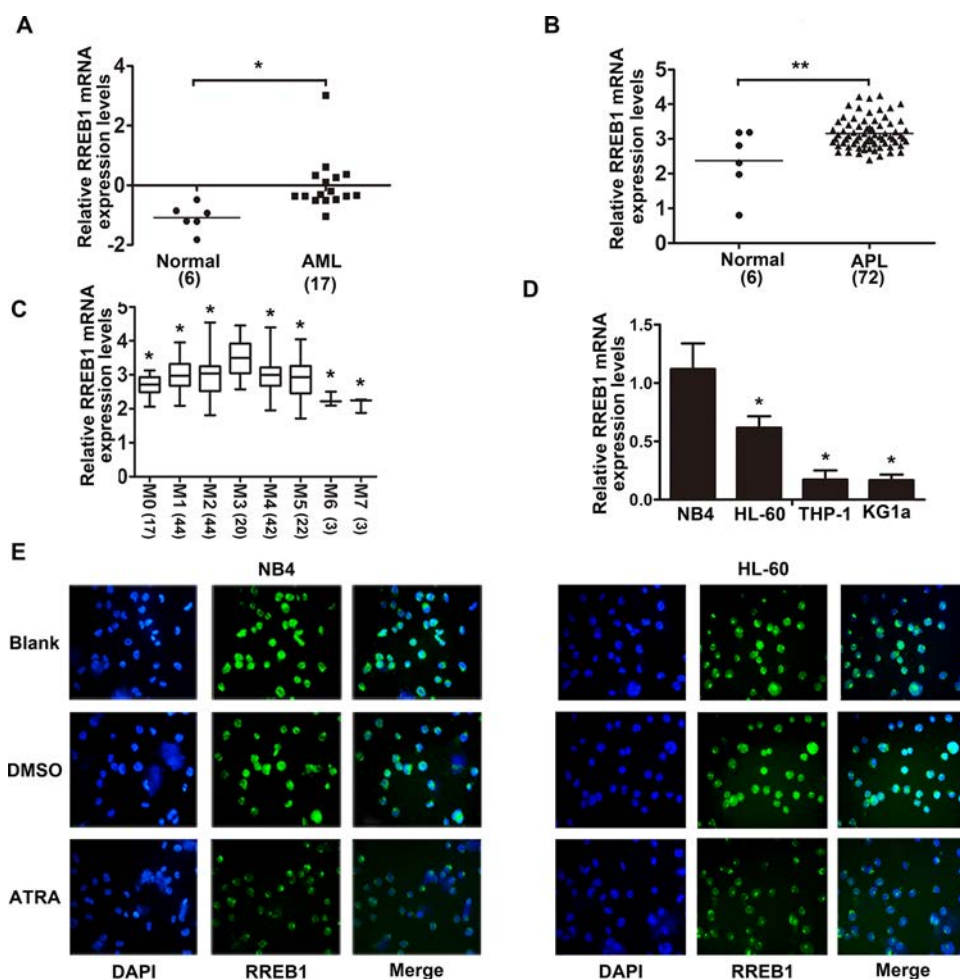 A
Relative RREB1 mRNA
expression levels
4
2
0
-2
*
Normal
(6)
AML
(17)
B
Relative RREB1 mRNA
expression levels
5
4
3
2
1
0
**
Normal
(6)
APL
(72)
C
Relative RREB1 mRNA
expression levels
5
4
3
2
1
0
* * * * * * *
M0 (17)
M1 (44)
M2 (44)
M3 (20)
M4 (42)
M5 (22)
M6 (3)
M7 (3)
D
Relative RREB1 mRNA
expression levels
1.5
1.0
0.5
0.0
* * *
NB4 HL-60 THP-1 KG1a
E
NB4 HL-60
Blank
DMSO
ATRA
DAPI RREB1 Merge DAPI RREB1 Merge